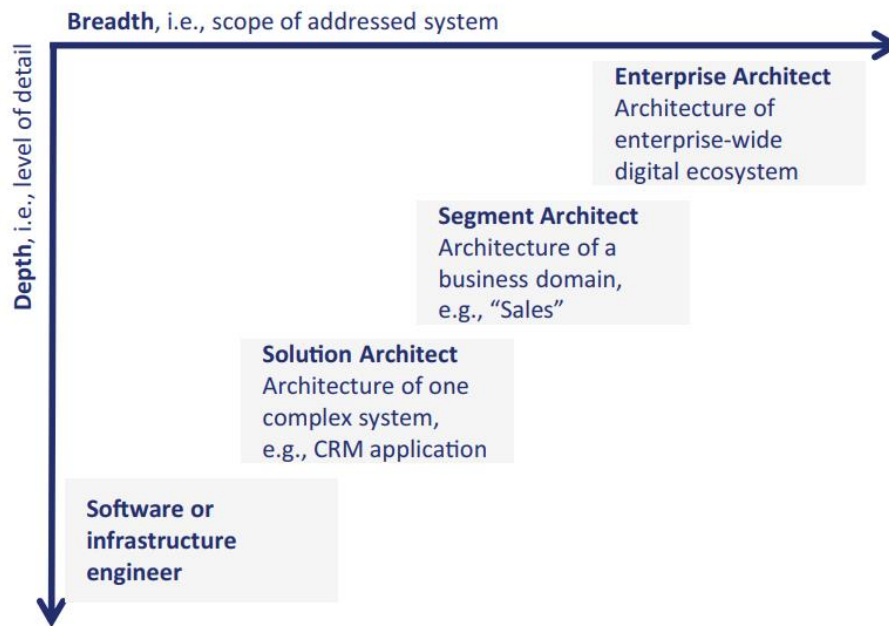 Breadth, i.e., scope of addressed system
Depth, i.e., level of detail
Enterprise Architect
Architecture of
enterprise-wide
digital ecosystem
Segment Architect
Architecture of a
business domain,
e.g., “Sales”
Solution Architect
Architecture of one
complex system,
e.g., CRM application
Software or
infrastructure
engineer